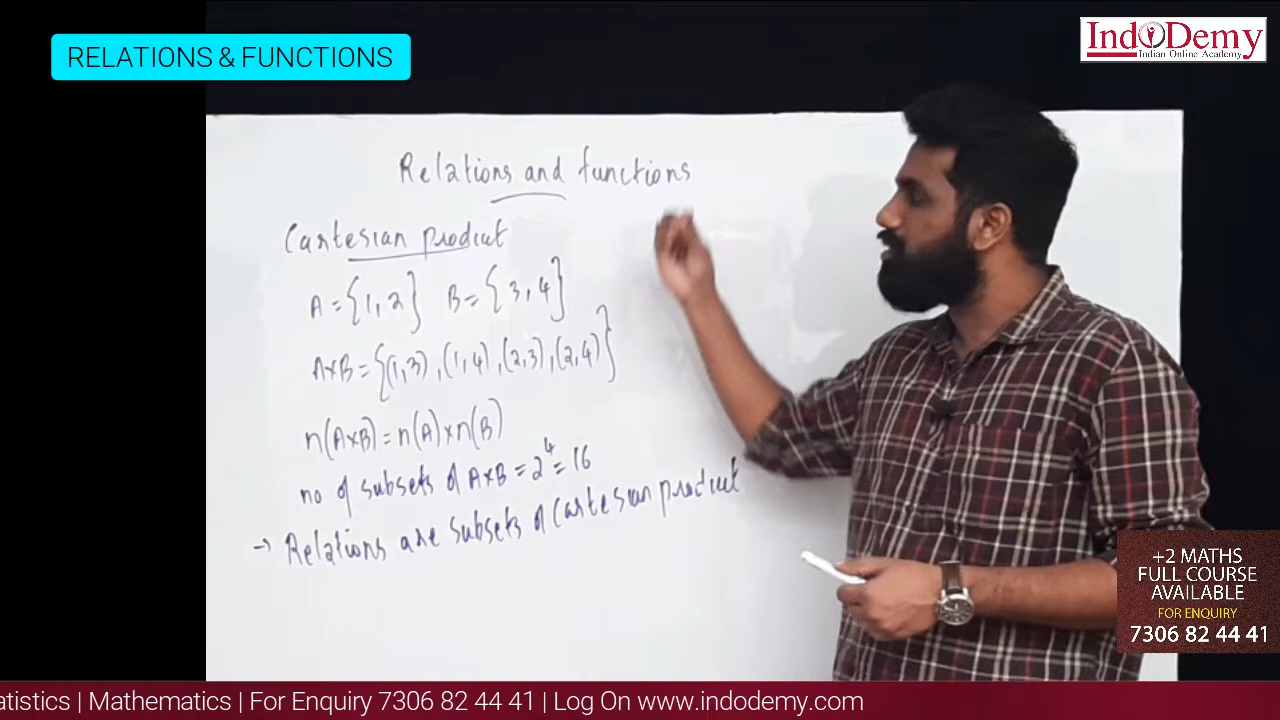 RELATIONS & FUNCTIONS
IndoDemy
Indian Online Academy
Relations and functions
Cartesian product
A = {1, 2} B = {3, 4}
A×B = {(1,3), (1,4), (2,3), (2,4)}
n(A×B) = n(A)×n(B)
no of subsets of A×B = 2⁴ = 16
→ Relations are subsets of Cartesian product
+2 MATHS
FULL COURSE
AVAILABLE
FOR ENQUIRY
7306 82 44 41
atistics | Mathematics | For Enquiry 7306 82 44 41 | Log On www.indodemy.com